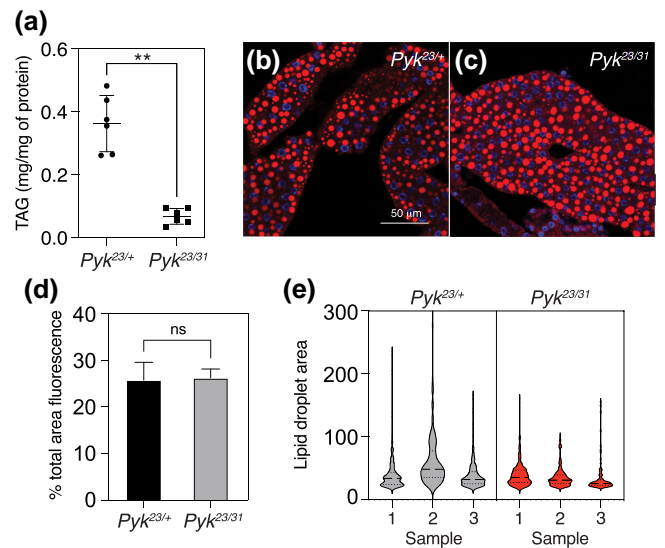 (a)
TAG (mg/mg of protein)
0.6
0.4
0.2
0.0
**
Pyk23/+
Pyk23/31
(b)
Pyk23/+
50 μm
(c)
Pyk23/31
(d)
% total area fluorescence
40
30
20
10
0
ns
Pyk23/+
Pyk23/31
(e)
Pyk23/+
Pyk23/31
Lipid droplet area
300
200
100
0
1 2 3
Sample
1 2 3
Sample